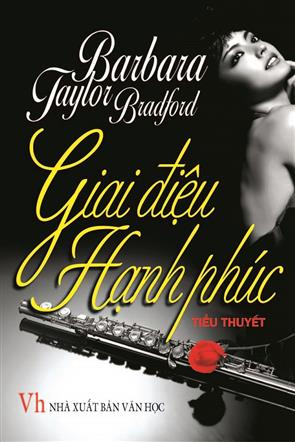 Barbara
Taylor Bradford
Giai điệu
Hạnh phúc
TIỂU THUYẾT
Vh NHÀ XUẤT BẢN VĂN HỌC